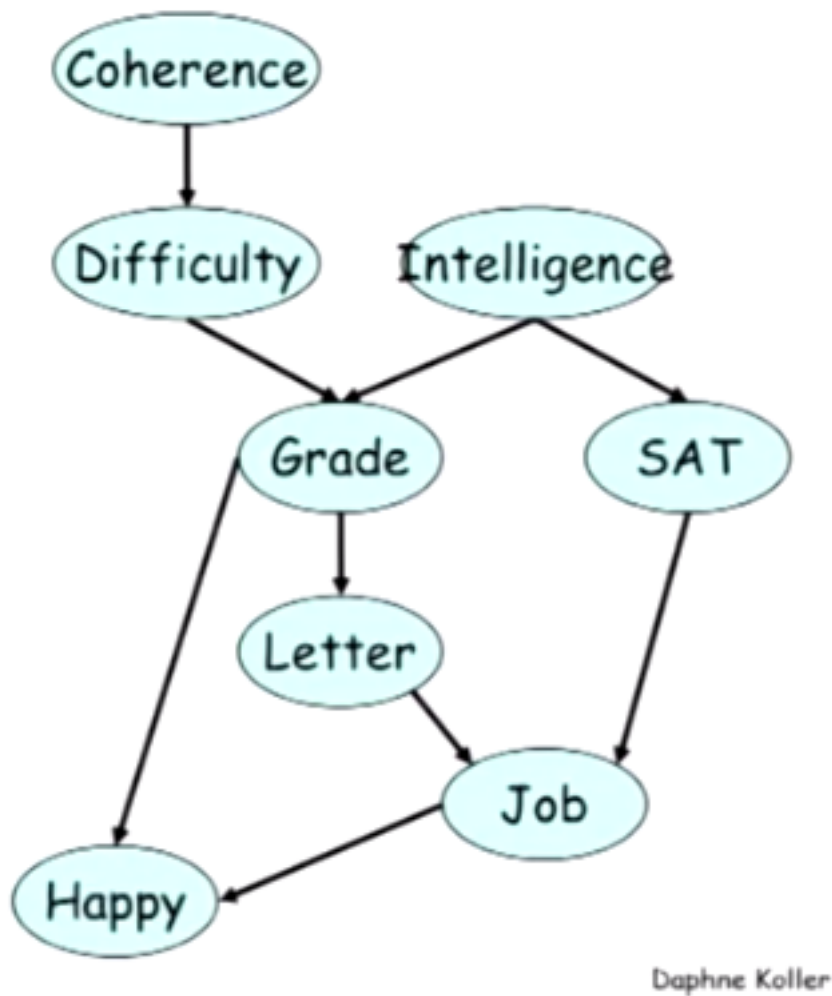 Coherence
Difficulty
Intelligence
Grade
SAT
Letter
Job
Happy
Daphne Koller